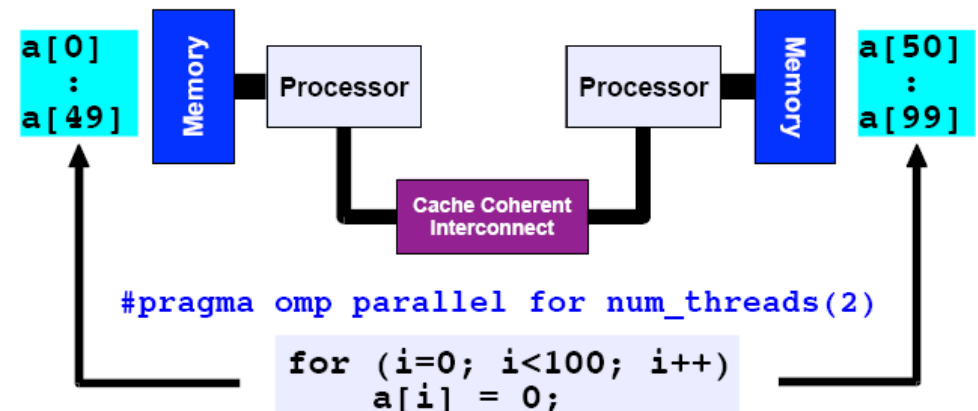 a[0]
:
a[49]
Memory
Processor
Processor
Memory
a[50]
:
a[99]
Cache Coherent
Interconnect
#pragma omp parallel for num_threads(2)
for (i=0; i<100; i++)
a[i] = 0;